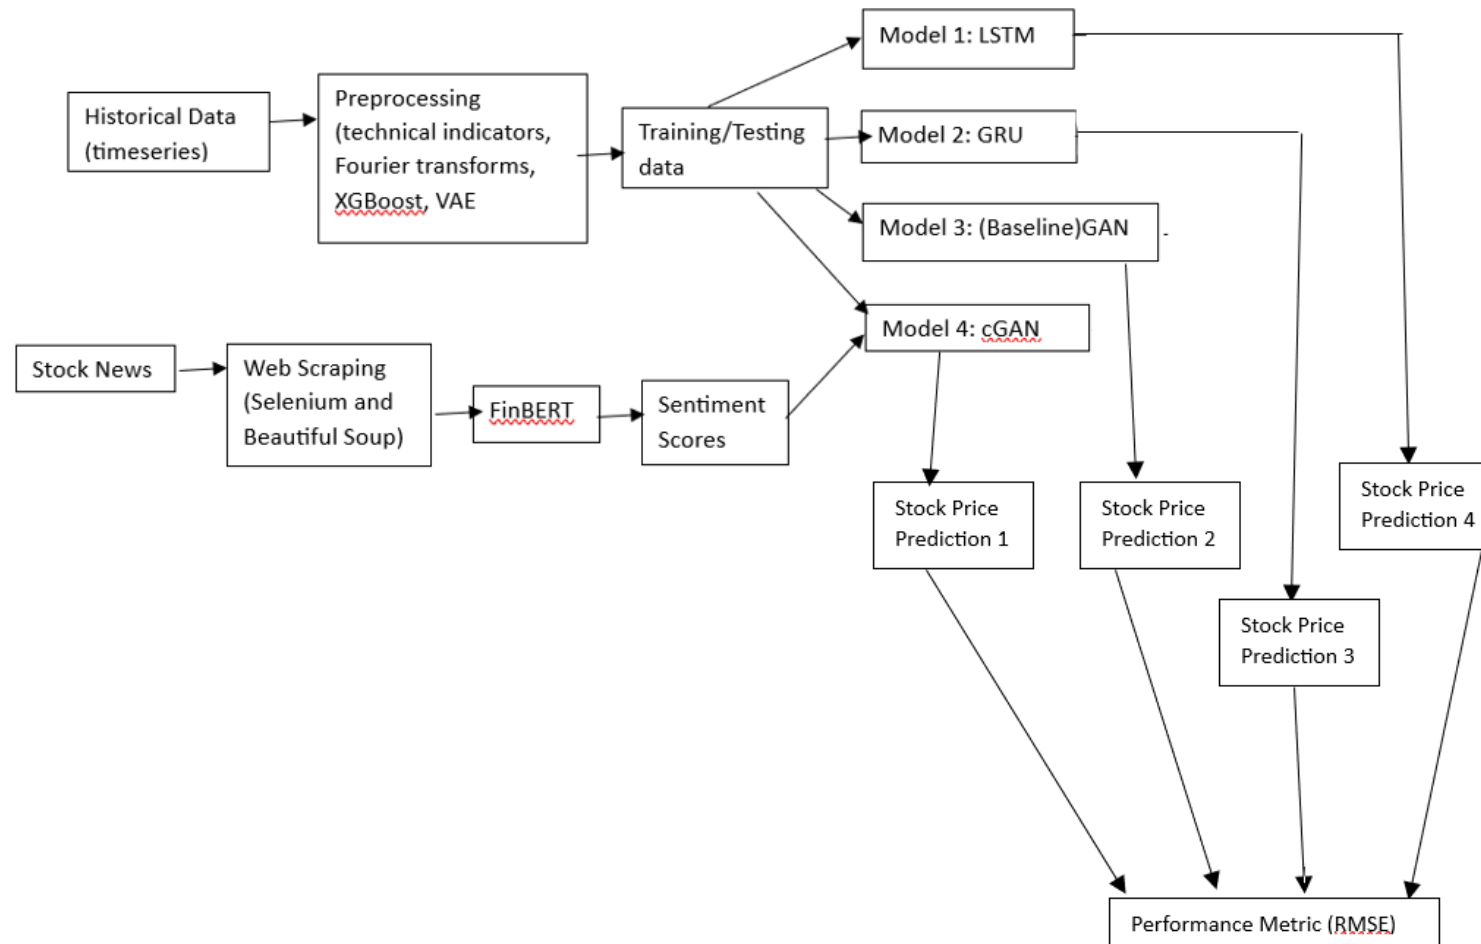 Model 1: LSTM
Historical Data
(timeseries)
Preprocessing
(technical indicators,
Fourier transforms,
XGBoost, VAE
Training/Testing
data
Model 2: GRU
Model 3: (Baseline)GAN
-
Model 4: cGAN
Stock News
Web Scraping
(Selenium and
Beautiful Soup)
FinBERT
Sentiment
Scores
Stock Price
Prediction 1
Stock Price
Prediction 2
Stock Price
Prediction 3
Stock Price
Prediction 4
Performance Metric (RMSE)